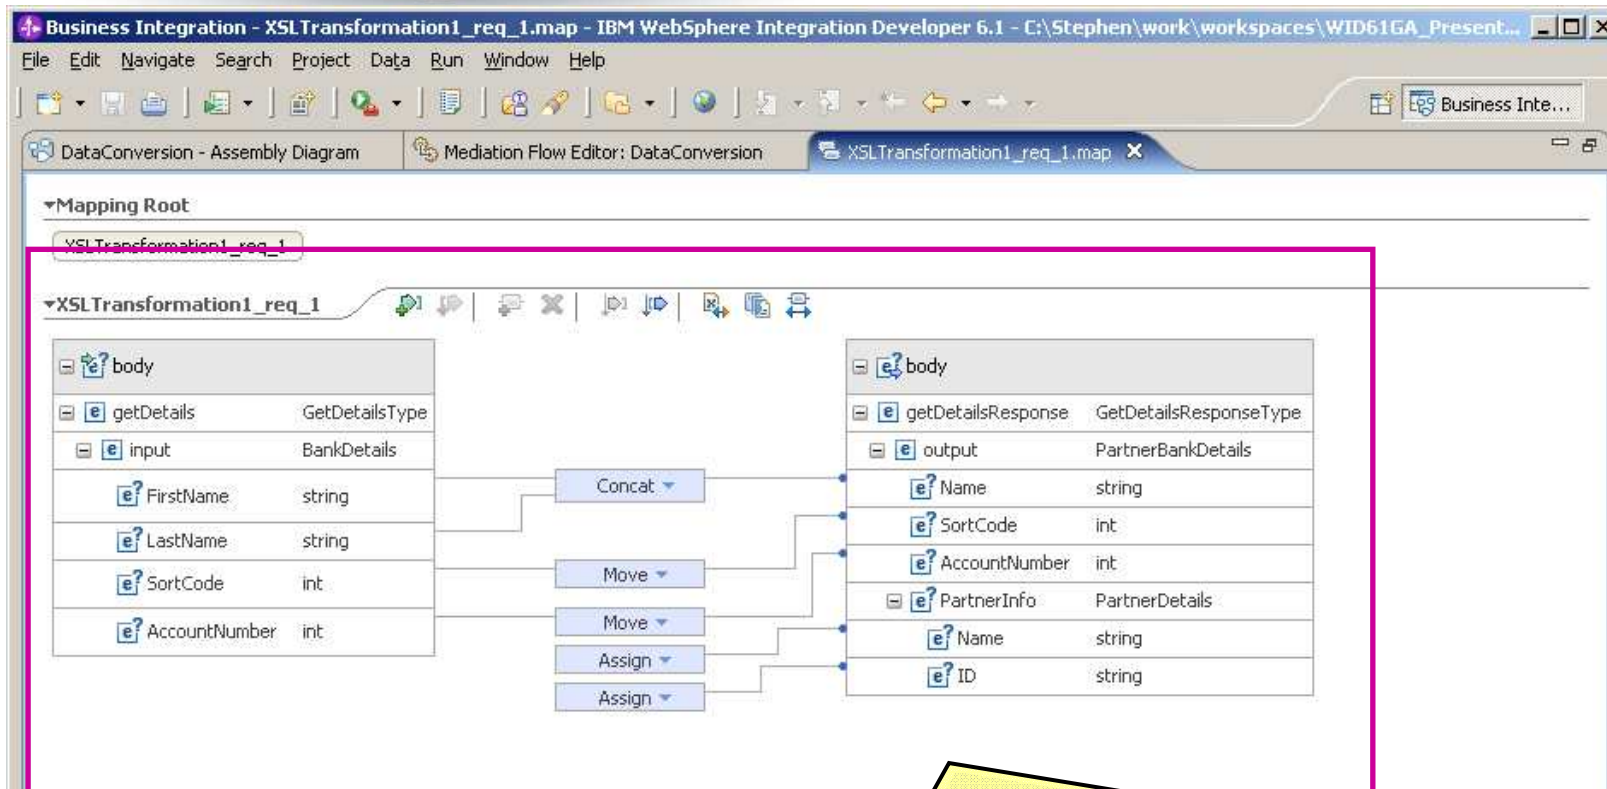 Business Integration - XSLTransformation1_req_1.map - IBM WebSphere Integration Developer 6.1 - C:\Stephen\work\workspaces\WID61GA_Present...
File Edit Navigate Search Project Data Run Window Help
Business Inte...
DataConversion - Assembly Diagram Mediation Flow Editor: DataConversion XSLTransformation1_req_1.map
Mapping Root
XSLTransformation1_req_1
XSLTransformation1_req_1
body body
getDetails GetDetailsType getDetailsResponse GetDetailsResponseType
input BankDetails output PartnerBankDetails
FirstName string Concat Name string
LastName string SortCode int
SortCode int Move AccountNumber int
PartnerInfo PartnerDetails
AccountNumber int Move Name string
Assign ID string
Assign